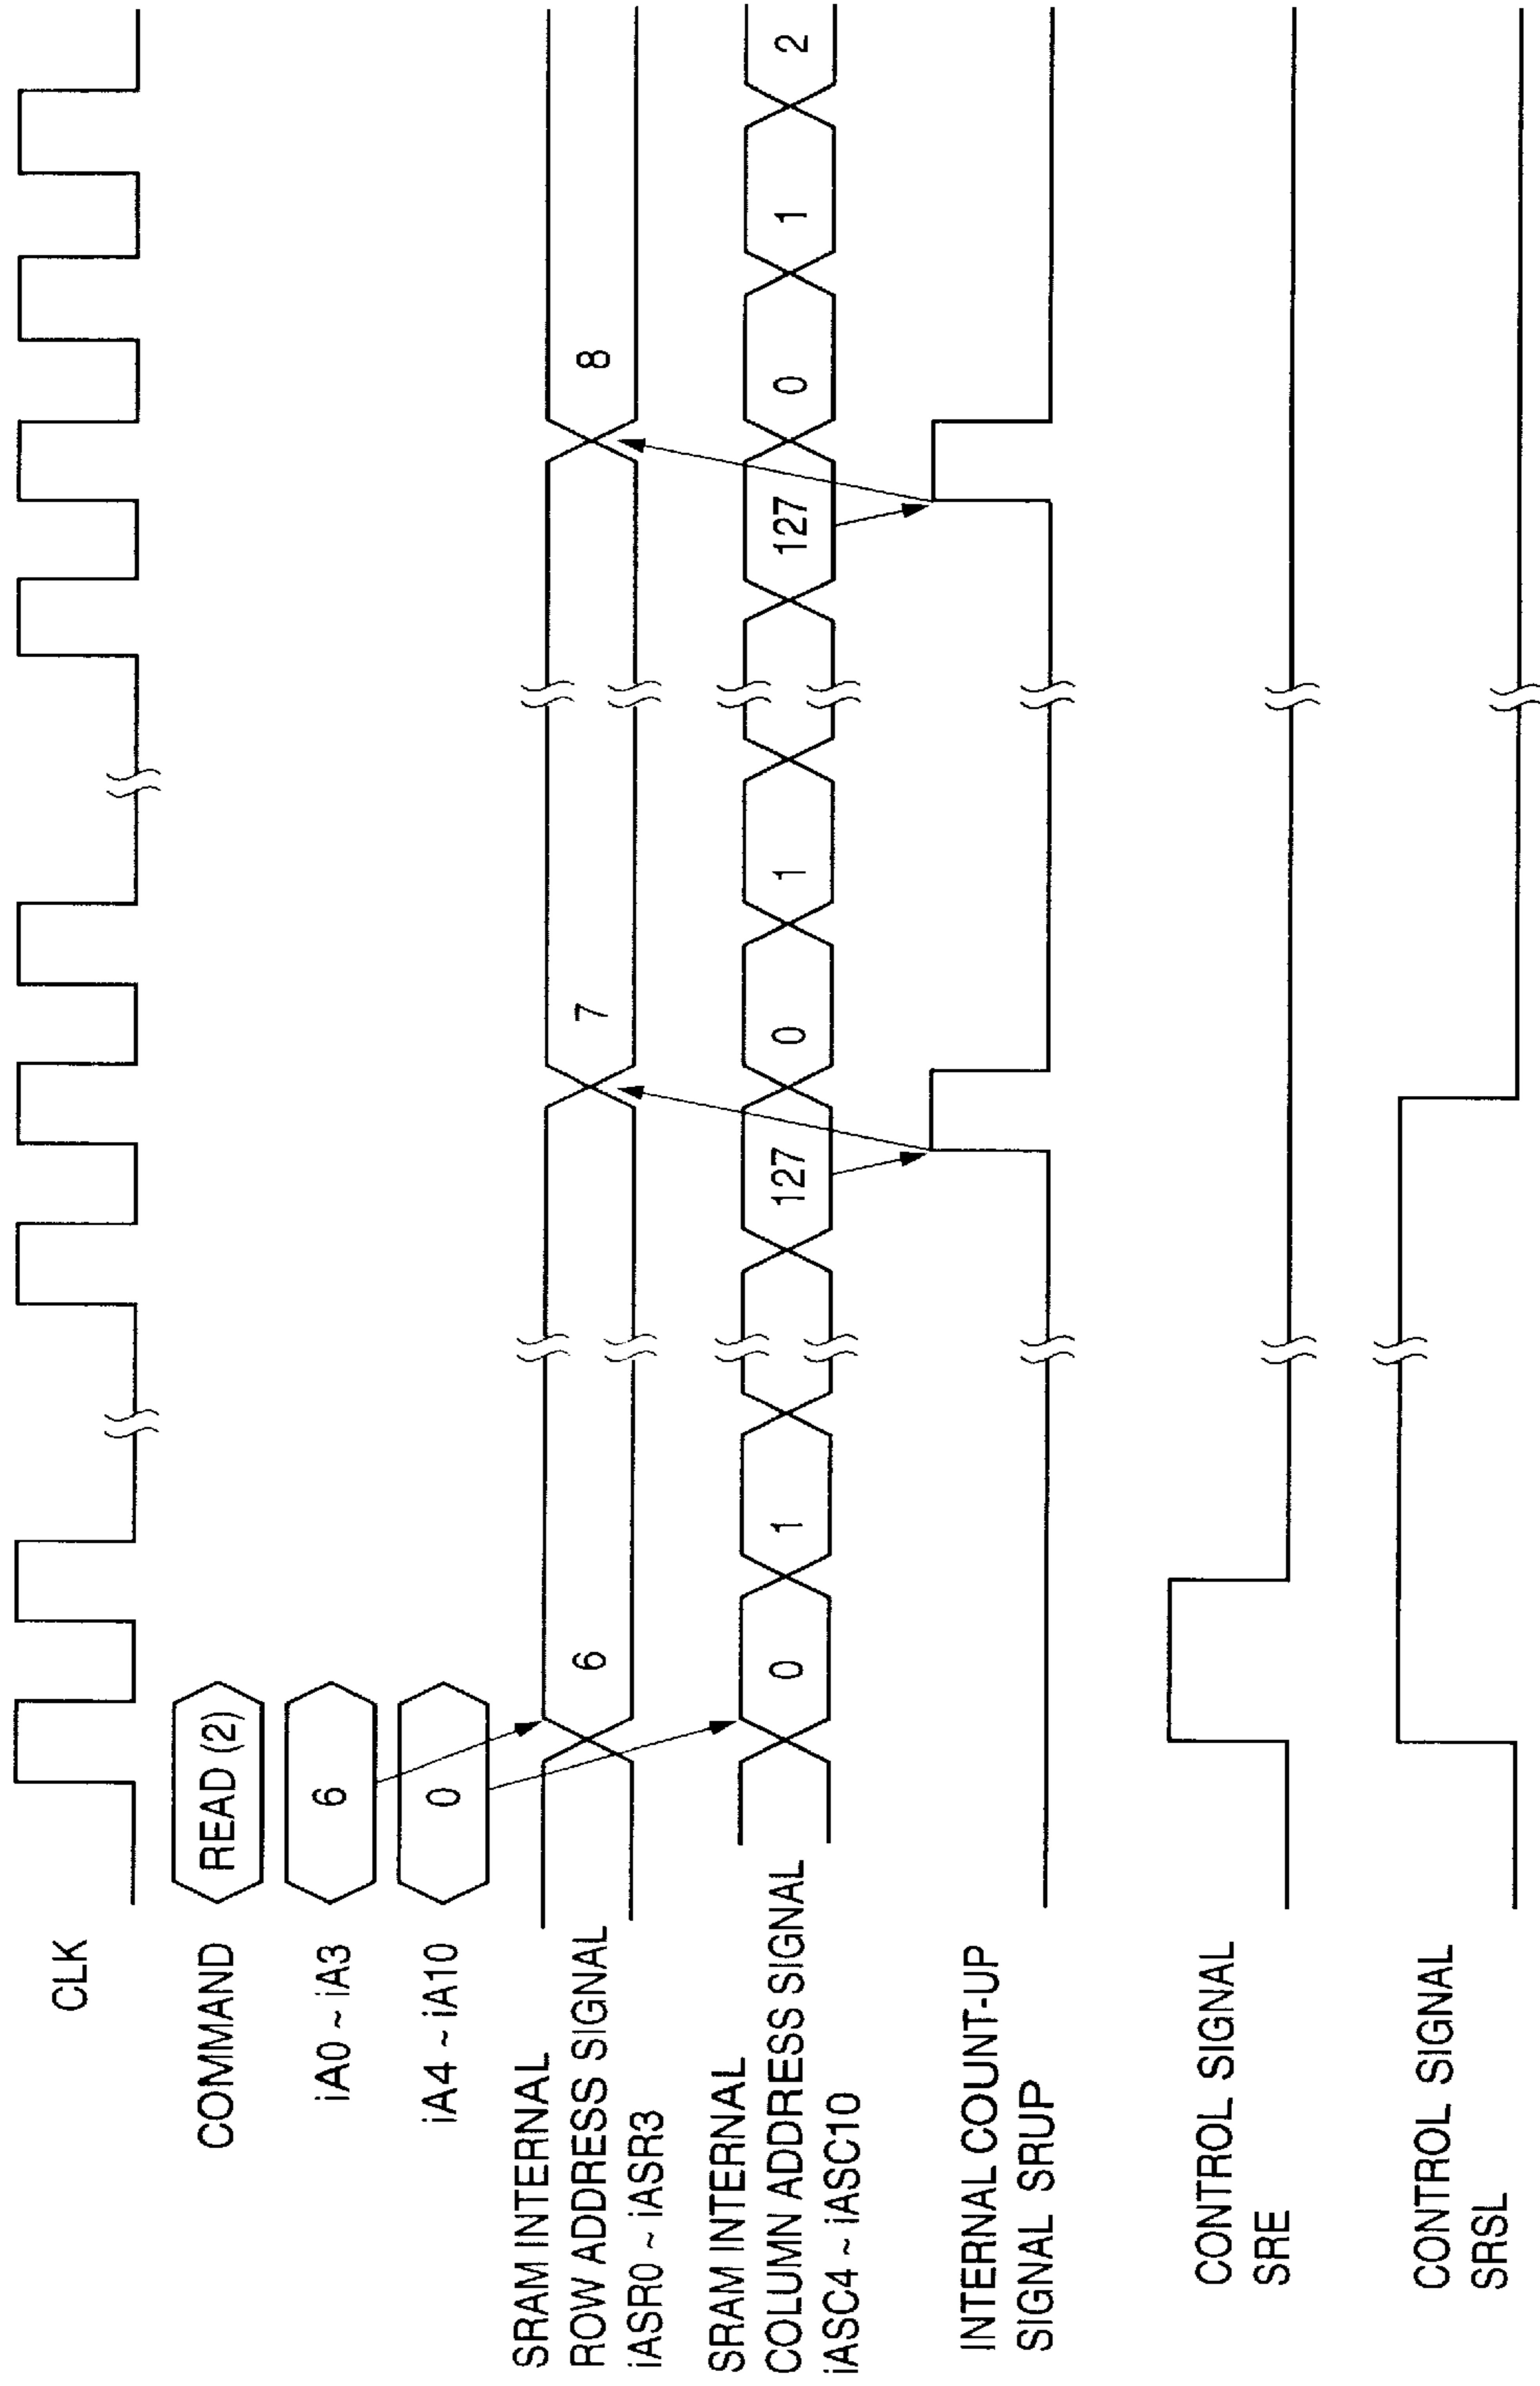 CLK
COMMAND
READ (2)
iA0 ~ iA3
6
iA4 ~ iA10
0
SRAM INTERNAL
ROW ADDRESS SIGNAL
iASR0 ~ iASR3
6
7
8
SRAM INTERNAL
COLUMN ADDRESS SIGNAL
iASC4 ~ iASC10
0
1
127
0
1
127
0
1
2
INTERNAL COUNT-UP
SIGNAL SRUP
CONTROL SIGNAL
SRE
CONTROL SIGNAL
SRSL